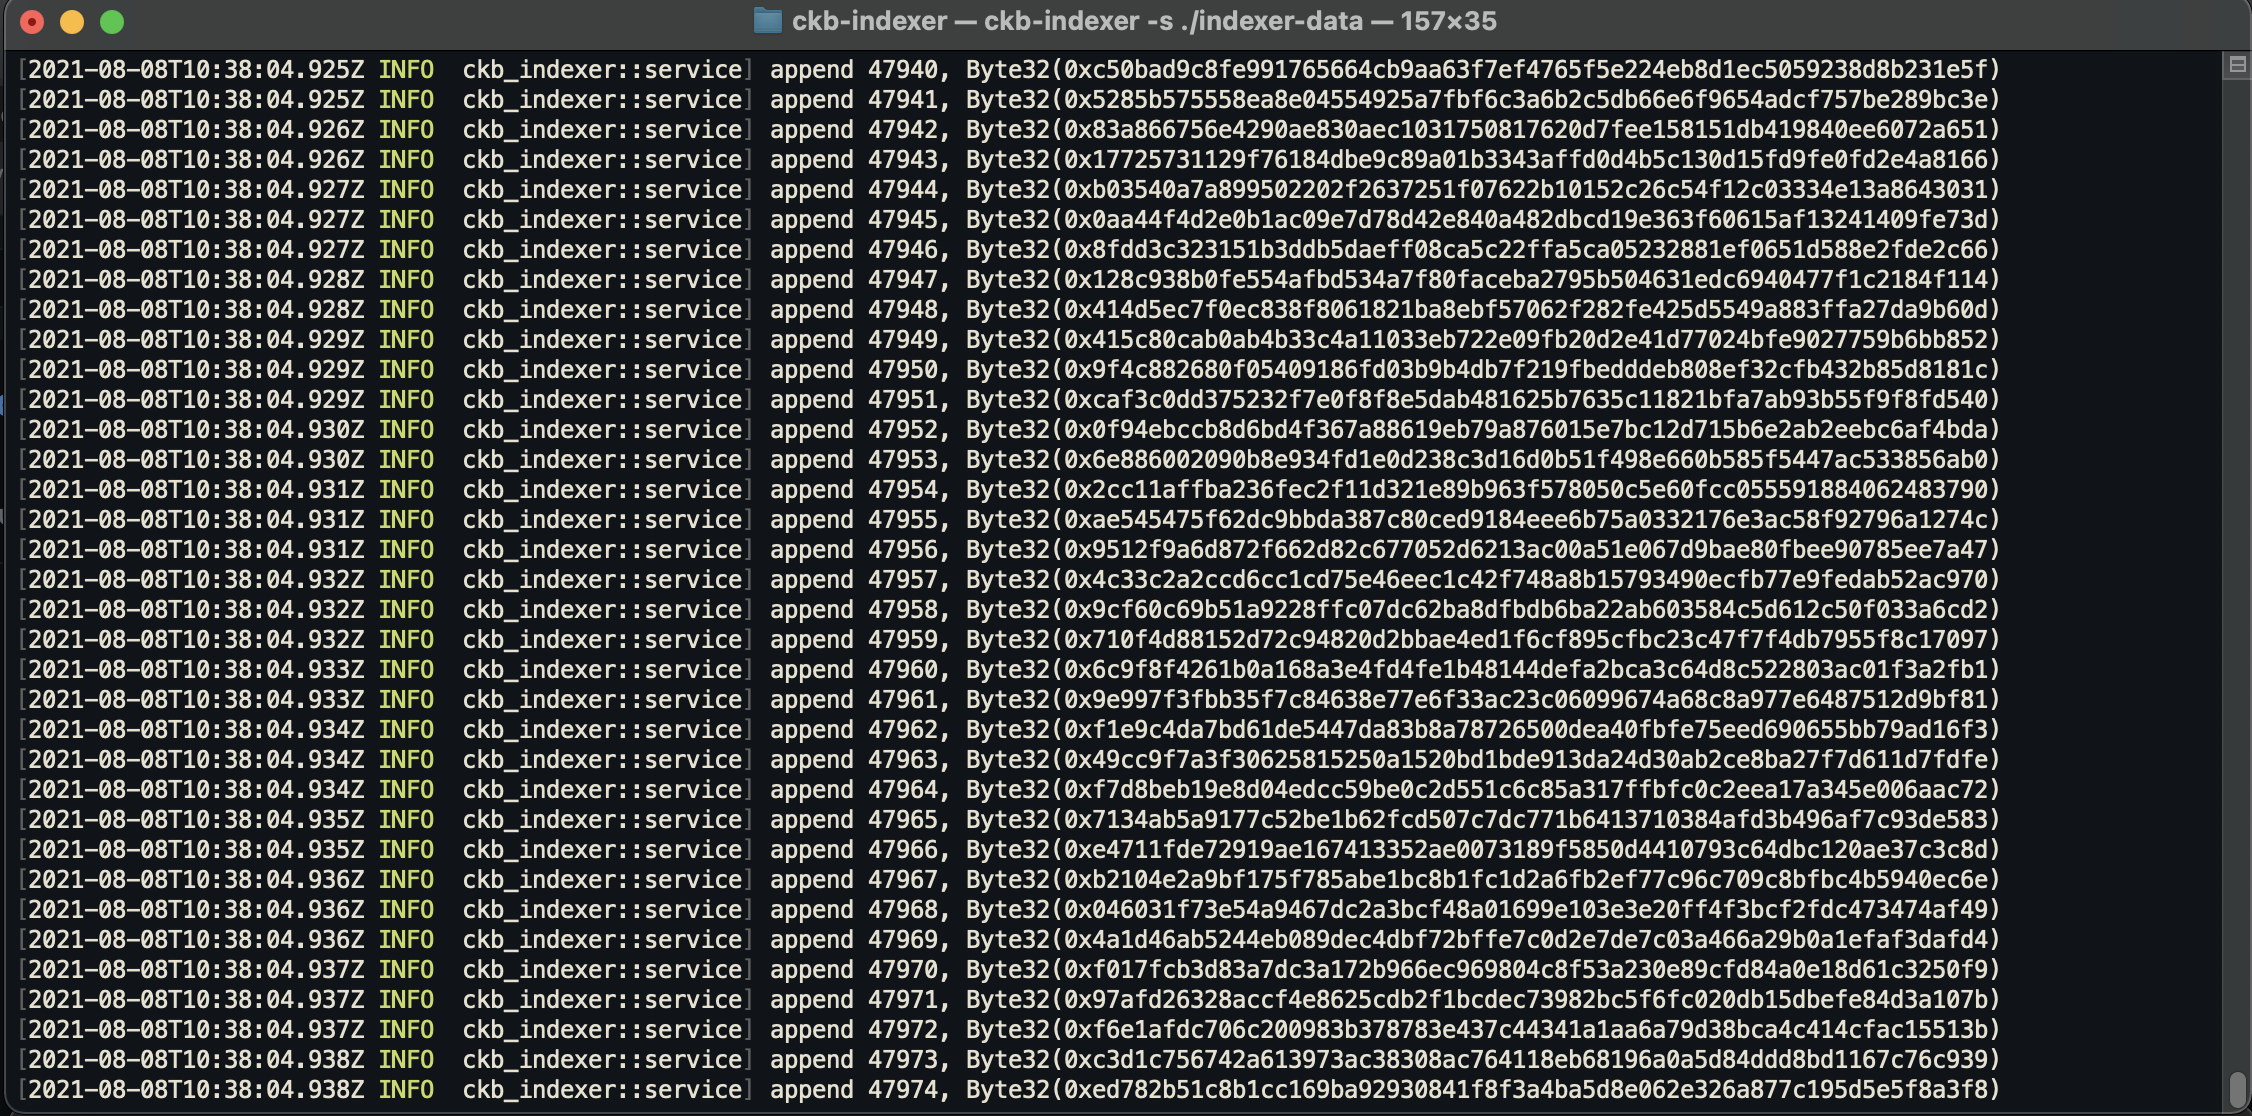 ckb-indexer — ckb-indexer -s ./indexer-data — 157×35
[2021-08-08T10:38:04.925Z INFO  ckb_indexer::service] append 47940, Byte32(0xc50bad9c8fe991765664cb9aa63f7ef4765f5e224eb8d1ec5059238d8b231e5f)
[2021-08-08T10:38:04.925Z INFO  ckb_indexer::service] append 47941, Byte32(0x5285b575558ea8e04554925a7fbf6c3a6b2c5db66e6f9654adcf757be289bc3e)
[2021-08-08T10:38:04.926Z INFO  ckb_indexer::service] append 47942, Byte32(0x83a866756e4290ae830aec1031750817620d7fee158151db419840ee6072a651)
[2021-08-08T10:38:04.926Z INFO  ckb_indexer::service] append 47943, Byte32(0x17725731129f76184dbe9c89a01b3343affd0d4b5c130d15fd9fe0fd2e4a8166)
[2021-08-08T10:38:04.927Z INFO  ckb_indexer::service] append 47944, Byte32(0xb03540a7a899502202f2637251f07622b10152c26c54f12c03334e13a8643031)
[2021-08-08T10:38:04.927Z INFO  ckb_indexer::service] append 47945, Byte32(0x0aa44f4d2e0b1ac09e7d78d42e840a482dbcd19e363f60615af13241409fe73d)
[2021-08-08T10:38:04.927Z INFO  ckb_indexer::service] append 47946, Byte32(0x8fdd3c323151b3ddb5daeff08ca5c22ffa5ca05232881ef0651d588e2fde2c66)
[2021-08-08T10:38:04.928Z INFO  ckb_indexer::service] append 47947, Byte32(0x128c938b0fe554afbd534a7f80faceba2795b504631edc6940477f1c2184f114)
[2021-08-08T10:38:04.928Z INFO  ckb_indexer::service] append 47948, Byte32(0x414d5ec7f0ec838f8061821ba8ebf57062f282fe425d5549a883ffa27da9b60d)
[2021-08-08T10:38:04.929Z INFO  ckb_indexer::service] append 47949, Byte32(0x415c80cab0ab4b33c4a11033eb722e09fb20d2e41d77024bfe9027759b6bb852)
[2021-08-08T10:38:04.929Z INFO  ckb_indexer::service] append 47950, Byte32(0x9f4c882680f05409186fd03b9b4db7f219fbedddeb808ef32cfb432b85d8181c)
[2021-08-08T10:38:04.929Z INFO  ckb_indexer::service] append 47951, Byte32(0xcaf3c0dd375232f7e0f8f8e5dab481625b7635c11821bfa7ab93b55f9f8fd540)
[2021-08-08T10:38:04.930Z INFO  ckb_indexer::service] append 47952, Byte32(0x0f94ebccb8d6bd4f367a88619eb79a876015e7bc12d715b6e2ab2eebc6af4bda)
[2021-08-08T10:38:04.930Z INFO  ckb_indexer::service] append 47953, Byte32(0x6e886002090b8e934fd1e0d238c3d16d0b51f498e660b585f5447ac533856ab0)
[2021-08-08T10:38:04.931Z INFO  ckb_indexer::service] append 47954, Byte32(0x2cc11affba236fec2f11d321e89b963f578050c5e60fcc055591884062483790)
[2021-08-08T10:38:04.931Z INFO  ckb_indexer::service] append 47955, Byte32(0xae545475f62dc9bbda387c80ced9184eee6b75a0332176e3ac58f92796a1274c)
[2021-08-08T10:38:04.931Z INFO  ckb_indexer::service] append 47956, Byte32(0x9512f9a6d872f662d82c677052d6213ac00a51e067d9bae80fbee90785ee7a47)
[2021-08-08T10:38:04.932Z INFO  ckb_indexer::service] append 47957, Byte32(0x4c33c2a2ccd6cc1cd75e46eec1c42f748a8b15793490ecfb77e9fedab52ac970)
[2021-08-08T10:38:04.932Z INFO  ckb_indexer::service] append 47958, Byte32(0x9cf60c69b51a9228ffc07dc62ba8dfbdb6ba22ab603584c5d612c50f033a6cd2)
[2021-08-08T10:38:04.932Z INFO  ckb_indexer::service] append 47959, Byte32(0x710f4d88152d72c94820d2bbae4ed1f6cf895cfbc23c47f7f4db7955f8c17097)
[2021-08-08T10:38:04.933Z INFO  ckb_indexer::service] append 47960, Byte32(0x6c9f8f4261b0a168a3e4fd4fe1b48144defa2bca3c64d8c522803ac01f3a2fb1)
[2021-08-08T10:38:04.933Z INFO  ckb_indexer::service] append 47961, Byte32(0x9e997f3fbb35f7c84638e77e6f33ac23c06099674a68c8a977e6487512d9bf81)
[2021-08-08T10:38:04.934Z INFO  ckb_indexer::service] append 47962, Byte32(0xf1e9c4da7bd61de5447da83b8a78726500dea40fbfe75eed690655bb79ad16f3)
[2021-08-08T10:38:04.934Z INFO  ckb_indexer::service] append 47963, Byte32(0x49cc9f7a3f30625815250a1520bd1bde913da24d30ab2ce8ba27f7d611d7fdfe)
[2021-08-08T10:38:04.934Z INFO  ckb_indexer::service] append 47964, Byte32(0xf7d8beb19e8d04edcc59be0c2d551c6c85a317ffbfc0c2eea17a345e006aac72)
[2021-08-08T10:38:04.935Z INFO  ckb_indexer::service] append 47965, Byte32(0x7134ab5a9177c52be1b62fcd507c7dc771b6413710384afd3b496af7c93de583)
[2021-08-08T10:38:04.935Z INFO  ckb_indexer::service] append 47966, Byte32(0xe4711fde72919ae167413352ae0073189f5850d4410793c64dbc120ae37c3c8d)
[2021-08-08T10:38:04.936Z INFO  ckb_indexer::service] append 47967, Byte32(0xb2104e2a9bf175f785abe1bc8b1fc1d2a6fb2ef77c96c709c8bfbc4b5940ec6e)
[2021-08-08T10:38:04.936Z INFO  ckb_indexer::service] append 47968, Byte32(0x046031f73e54a9467dc2a3bcf48a01699e103e3e20ff4f3bcf2fdc473474af49)
[2021-08-08T10:38:04.936Z INFO  ckb_indexer::service] append 47969, Byte32(0x4a1d46ab5244eb089dec4dbf72bffe7c0d2e7de7c03a466a29b0a1efaf3dafd4)
[2021-08-08T10:38:04.937Z INFO  ckb_indexer::service] append 47970, Byte32(0xf017fcb3d83a7dc3a172b966ec969804c8f53a230e89cfd84a0e18d61c3250f9)
[2021-08-08T10:38:04.937Z INFO  ckb_indexer::service] append 47971, Byte32(0x97afd26328accf4e8625cdb2f1bcdec73982bc5f6fc020db15dbefe84d3a107b)
[2021-08-08T10:38:04.937Z INFO  ckb_indexer::service] append 47972, Byte32(0xf6e1afdc706c200983b378783e437c44341a1aa6a79d38bca4c414cfac15513b)
[2021-08-08T10:38:04.938Z INFO  ckb_indexer::service] append 47973, Byte32(0xc3d1c756742a613973ac38308ac764118eb68196a0a5d84ddd8bd1167c76c939)
[2021-08-08T10:38:04.938Z INFO  ckb_indexer::service] append 47974, Byte32(0xed782b51c8b1cc169ba92930841f8f3a4ba5d8e062e326a877c195d5e5f8a3f8)